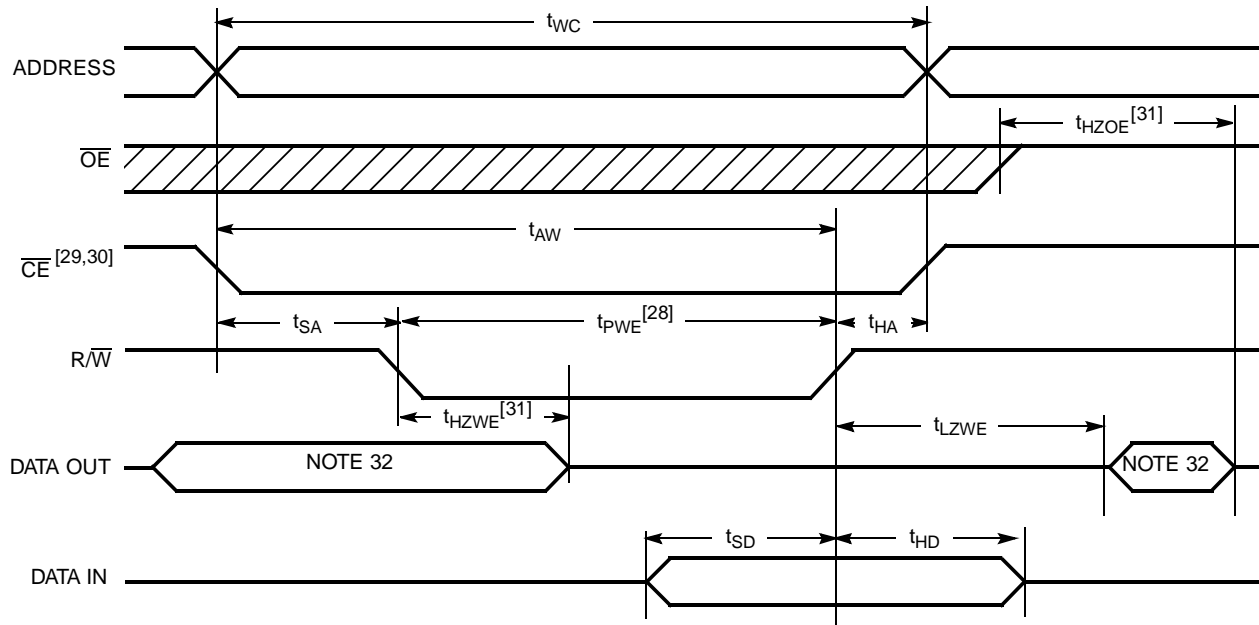 tWC
ADDRESS
tHZOE[31]
OE
tAW
CE [29,30]
tSA
tPWE[28]
tHA
R/W
tHZWE[31]
tLZWE
DATA OUT
NOTE 32
NOTE 32
tSD
tHD
DATA IN